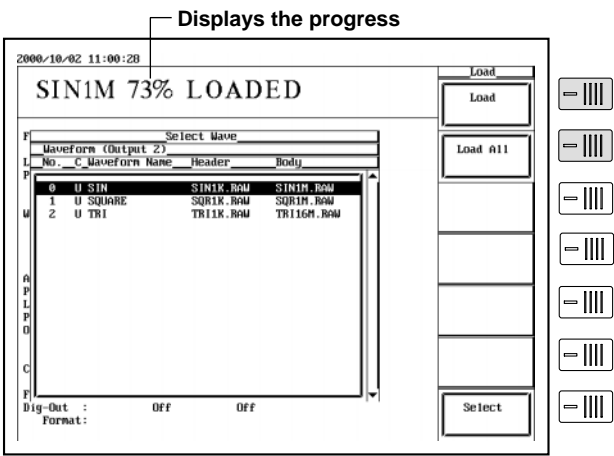 Displays the progress
2000/10/02 11:00:28
SIN1M 73% LOADED
Load
Load
Load All
Select Wave
Waveform (Output 2)
No. C Waveform Name Header Body
0 U SIN SIN1K.RAW SIN1M.RAW
1 U SQUARE SQR1K.RAW SQR1M.RAW
2 U TRI TRI1K.RAW TRI16M.RAW
F
L
P
W
A
P
L
P
O
C
F
Dig-Out : Off Off
Format:
Select